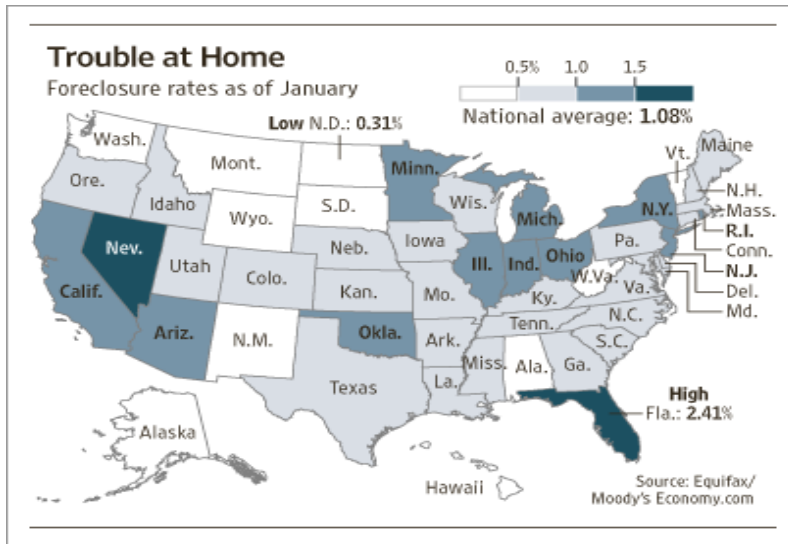 Trouble at Home
Foreclosure rates as of January
0.5% 1.0 1.5
National average: 1.08%
Low N.D.: 0.31%
Wash.
Mont.
Minn.
Vt.
Maine
Ore.
Idaho
S.D.
Wis.
N.H.
Wyo.
Mich.
N.Y.
Mass.
R.I.
Nev.
Neb.
Iowa
Pa.
Conn.
Utah
Colo.
Ill.
Ind.
Ohio
N.J.
Calif.
Kan.
Mo.
W.Va.
Va.
Del.
Ky.
Md.
Ariz.
N.M.
Okla.
Ark.
Tenn.
N.C.
S.C.
Texas
La.
Miss.
Ala.
Ga.
High
Fla.: 2.41%
Alaska
Hawaii
Source: Equifax/
Moody's Economy.com